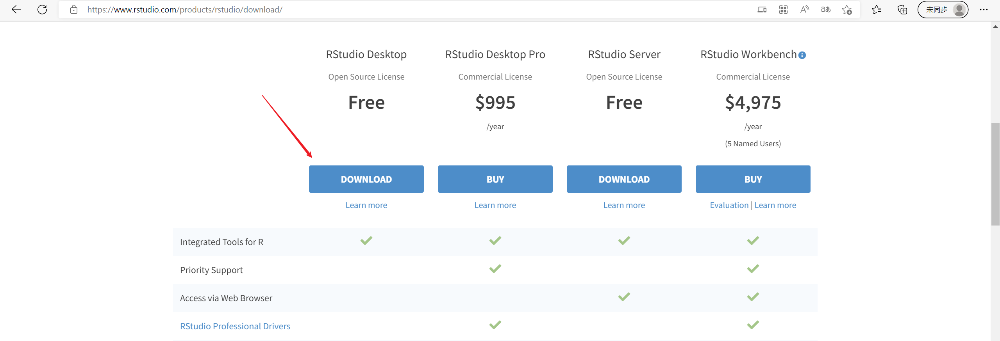 https://www.rstudio.com/products/rstudio/download/
aあ
未同步
RStudio Desktop
RStudio Desktop Pro
RStudio Server
RStudio Workbench
Open Source License
Commercial License
Open Source License
Commercial License
Free
$995
Free
$4,975
/year
/year
(5 Named Users)
DOWNLOAD
BUY
DOWNLOAD
BUY
Learn more
Learn more
Learn more
Evaluation | Learn more
Integrated Tools for R
Priority Support
Access via Web Browser
RStudio Professional Drivers